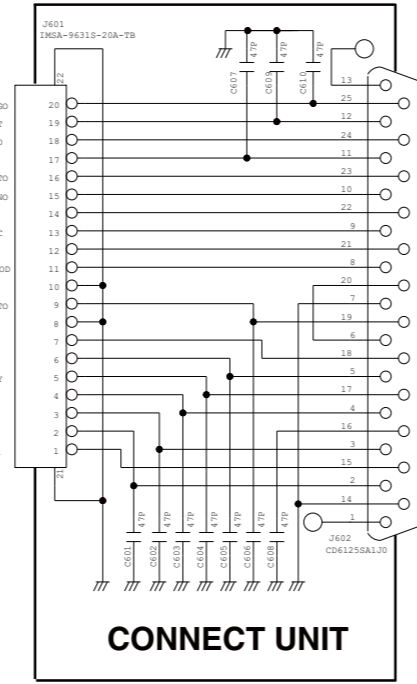 J601
IMSA-9631S-20A-TB
22
20
19
18
17
16
15
14
13
12
11
10
9
8
7
6
5
4
3
2
1
21
47P
47P
47P
C607
C609
C610
13
25
12
24
11
23
10
22
9
21
8
20
7
19
6
18
5
17
4
16
3
15
2
14
1
J602
CD6125SA1J0
47P
47P
47P
47P
47P
47P
47P
C601
C602
C603
C604
C605
C606
C608
CONNECT UNIT